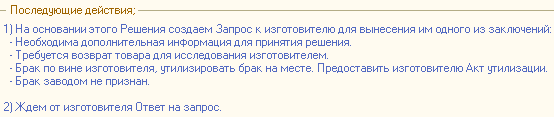 Последующие действия;
1) На основании этого Решения создаем Запрос к изготовителю для вынесения им одного из заключений:
- Необходима дополнительная информация для принятия решения.
- Требуется возврат товара для исследования изготовителем.
- Брак по вине изготовителя, утилизировать брак на месте. Предоставить изготовителю Акт утилизации.
- Брак заводом не признан.
2) Ждем от изготовителя Ответ на запрос.